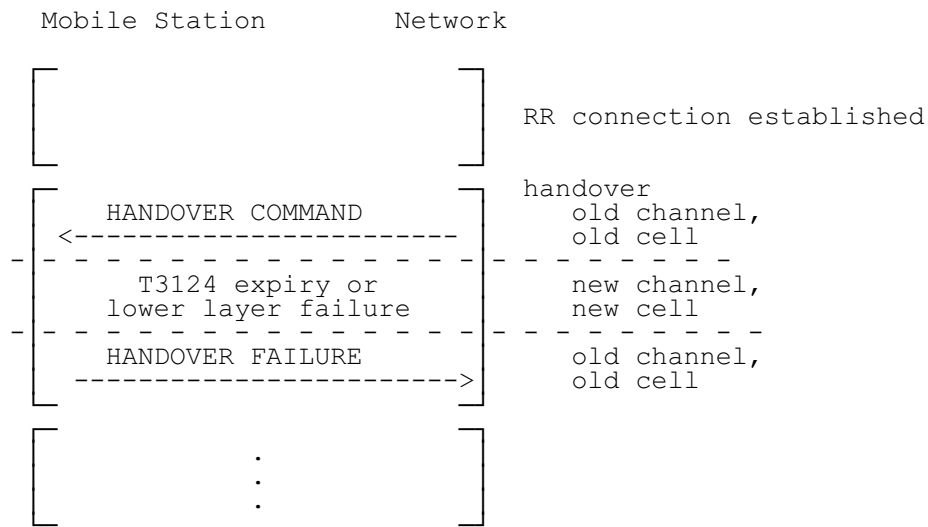 Mobile Station Network
RR connection established
handover
HANDOVER COMMAND old channel,
<------------------------ old cell
T3124 expiry or new channel,
lower layer failure new cell
HANDOVER FAILURE old channel,
------------------------> old cell
.
.
.